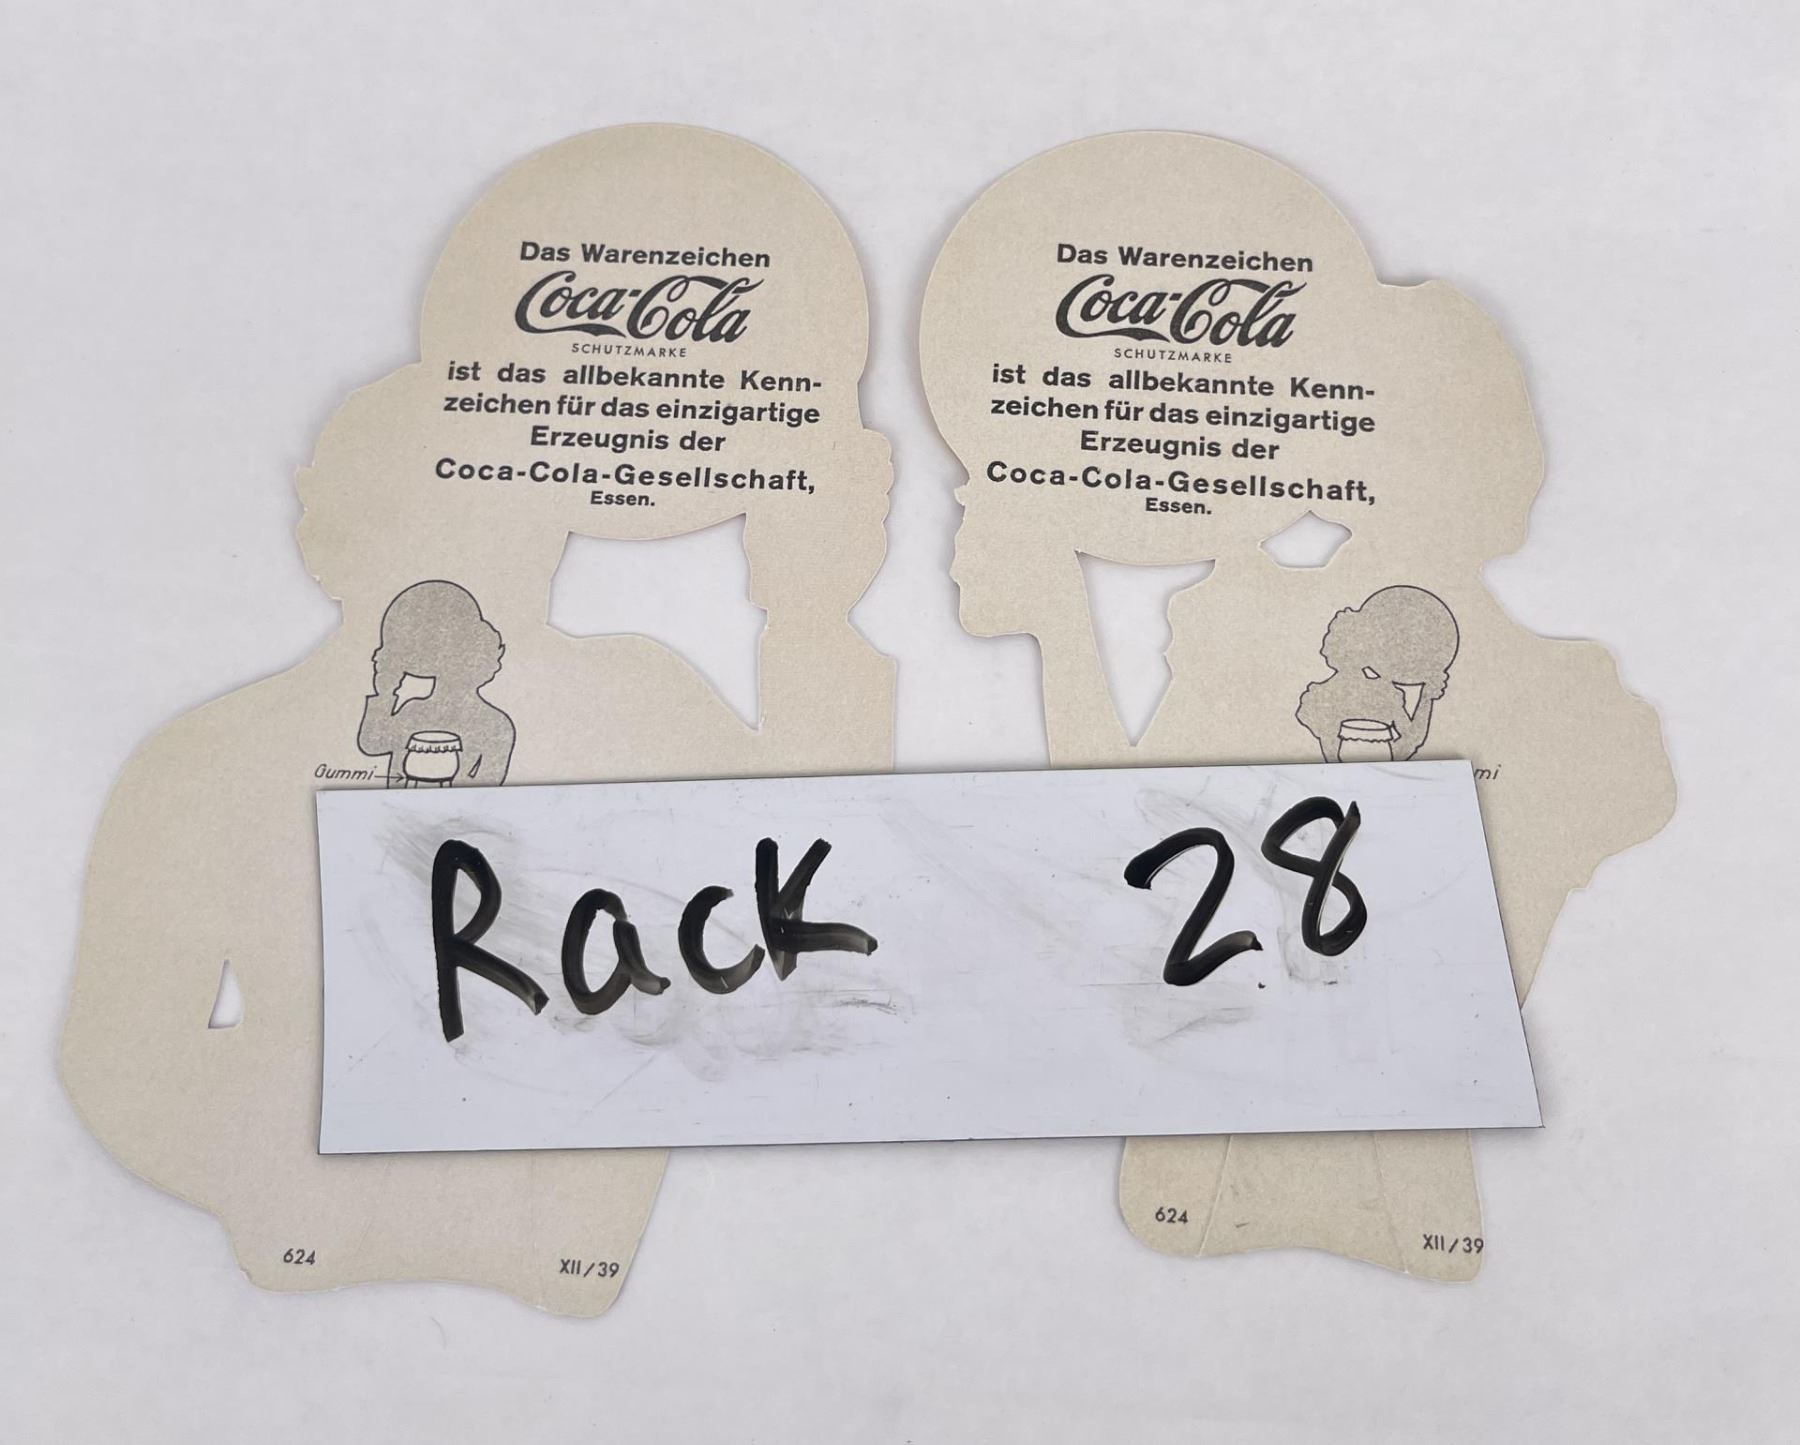 Das Warenzeichen
Coca-Cola
SCHUTZMARKE
ist das allbekannte Kenn-
zeichen für das einzigartige
Erzeugnis der
Coca-Cola-Gesellschaft,
Essen.
Gummi
Das Warenzeichen
Coca-Cola
SCHUTZMARKE
ist das allbekannte Kenn-
zeichen für das einzigartige
Erzeugnis der
Coca-Cola-Gesellschaft,
Essen.
mi
Rack 28
624
XII/39
624
XII/39